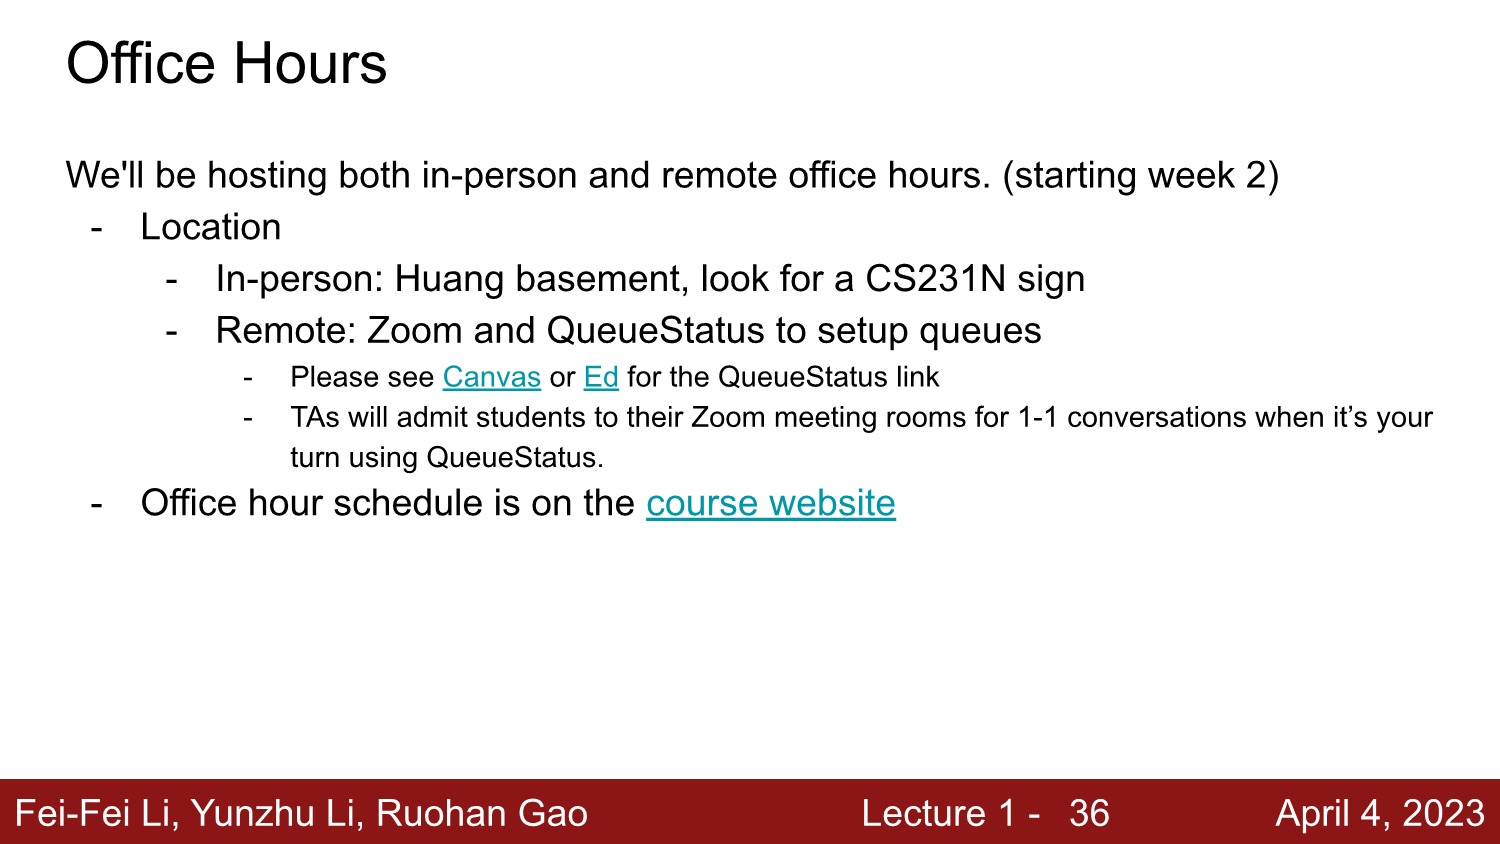 Office Hours
We'll be hosting both in-person and remote office hours. (starting week 2)
- Location
- In-person: Huang basement, look for a CS231N sign
- Remote: Zoom and QueueStatus to setup queues
- Please see Canvas or Ed for the QueueStatus link
- TAs will admit students to their Zoom meeting rooms for 1-1 conversations when it’s your
turn using QueueStatus.
- Office hour schedule is on the course website
Fei-Fei Li, Yunzhu Li, Ruohan Gao Lecture 1 - 36 April 4, 2023